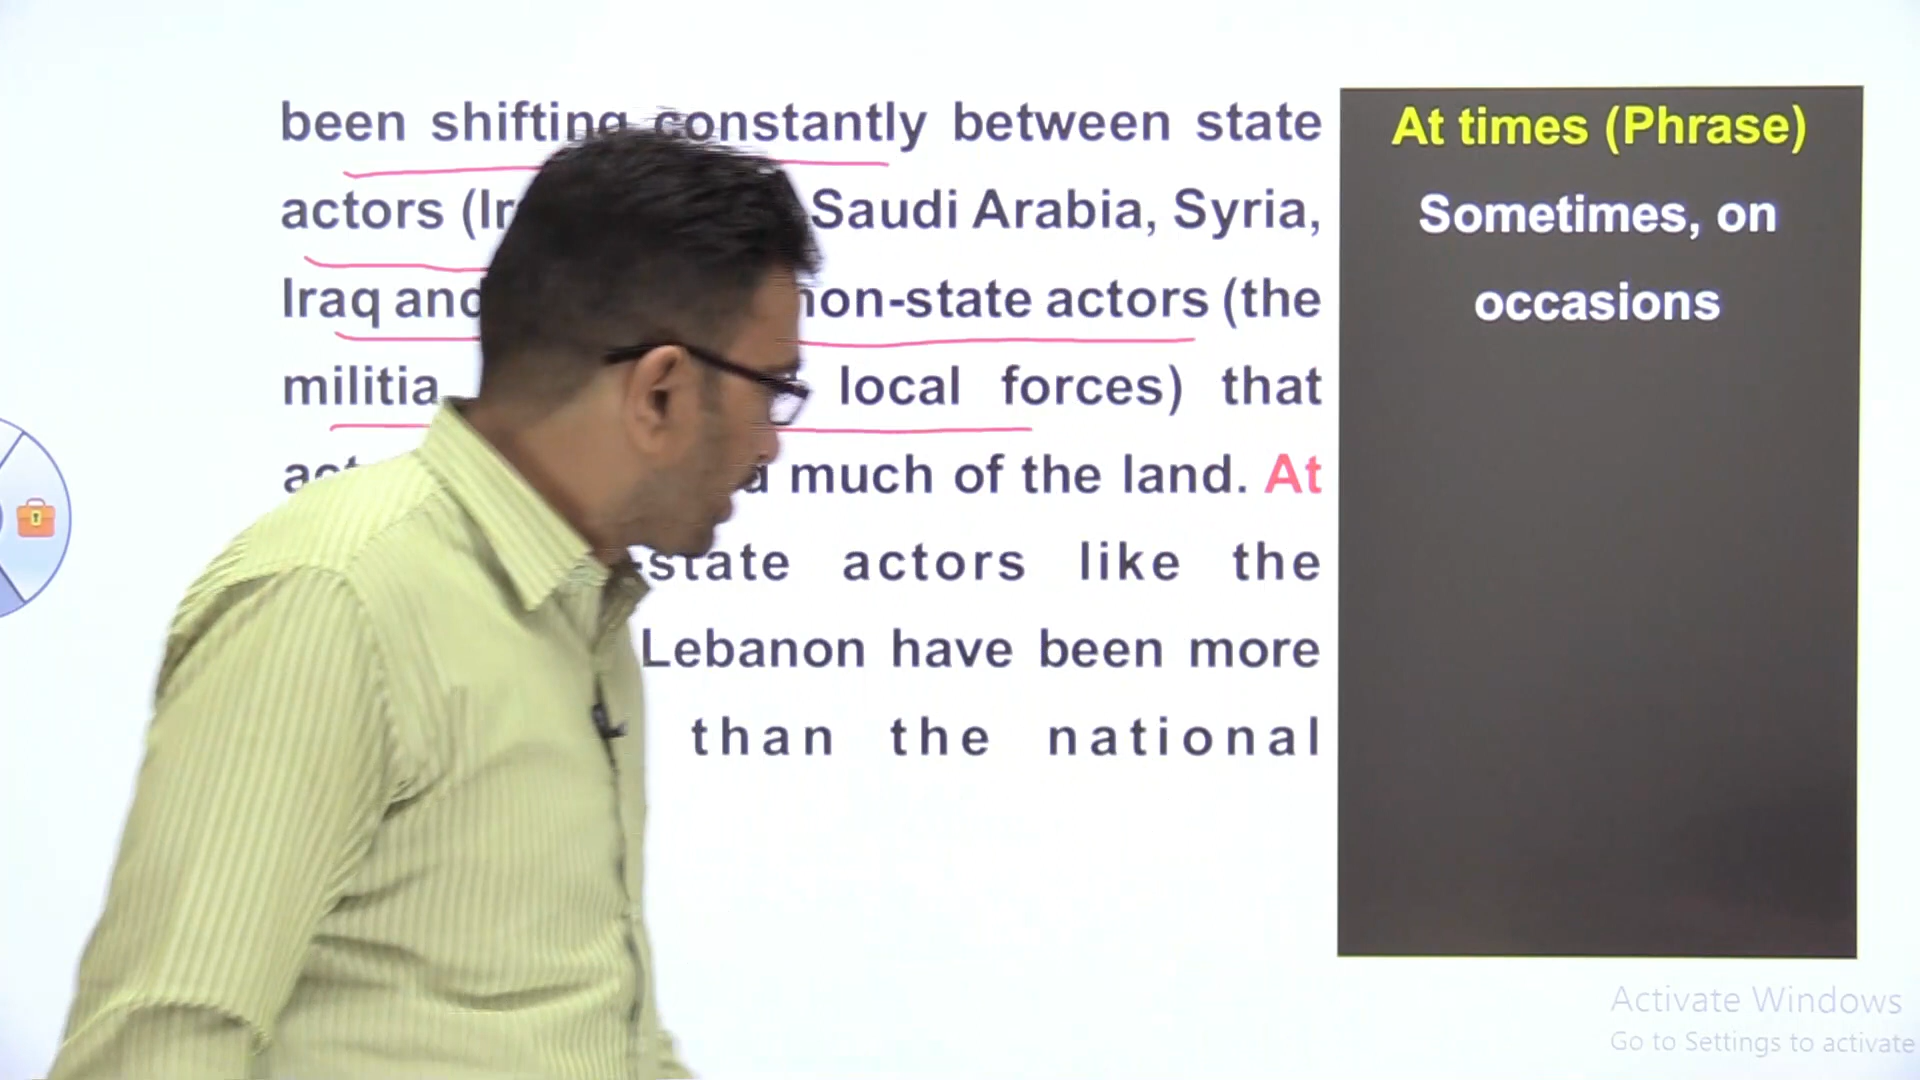 been shifting constantly between state
actors (Saudi Arabia, Syria,
Iraq and non-state actors (the
militia local forces) that
much of the land. At
state actors like the
Lebanon have been more
than the national
At times (Phrase)
Sometimes, on
occasions
Activate Windows
Go to Settings to activate